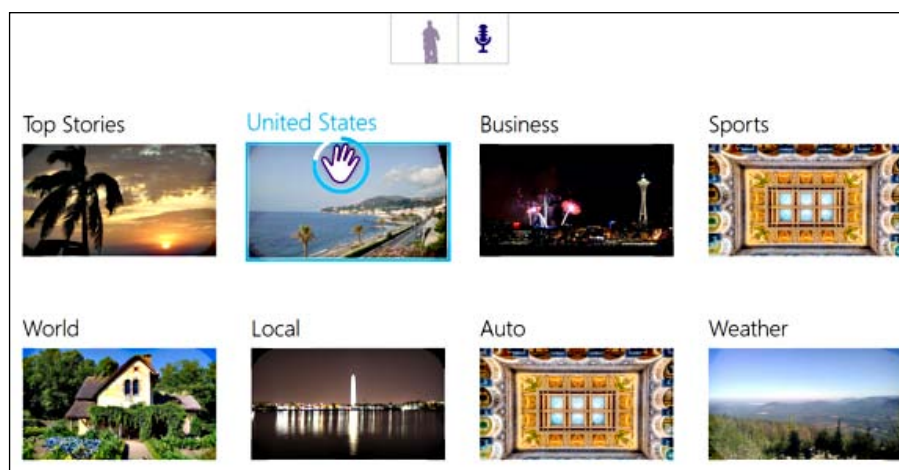 Top Stories
United States
Business
Sports
World
Local
Auto
Weather